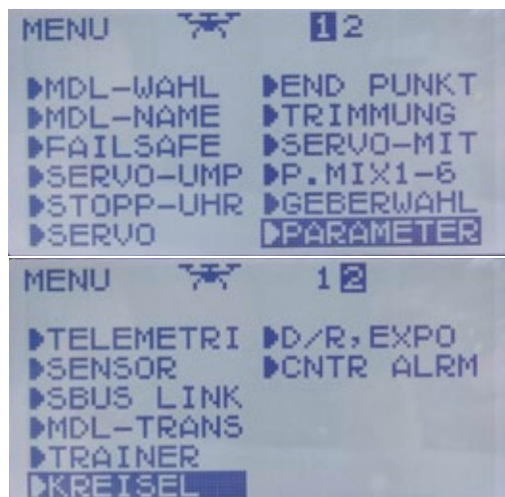 MENU 1 2
MDL-WAHL END PUNKT
MDL-NAME TRIMMUNG
FAILSAFE SERVO-MIT
SERVO-UMP P.MIX1-6
STOPP-UHR GEBERWAHL
SERVO PARAMETER
MENU 1 2
TELEMETRI D/R,EXPO
SENSOR CNTR ALRM
SBUS LINK
MDL-TRANS
TRAINER
KREISEL